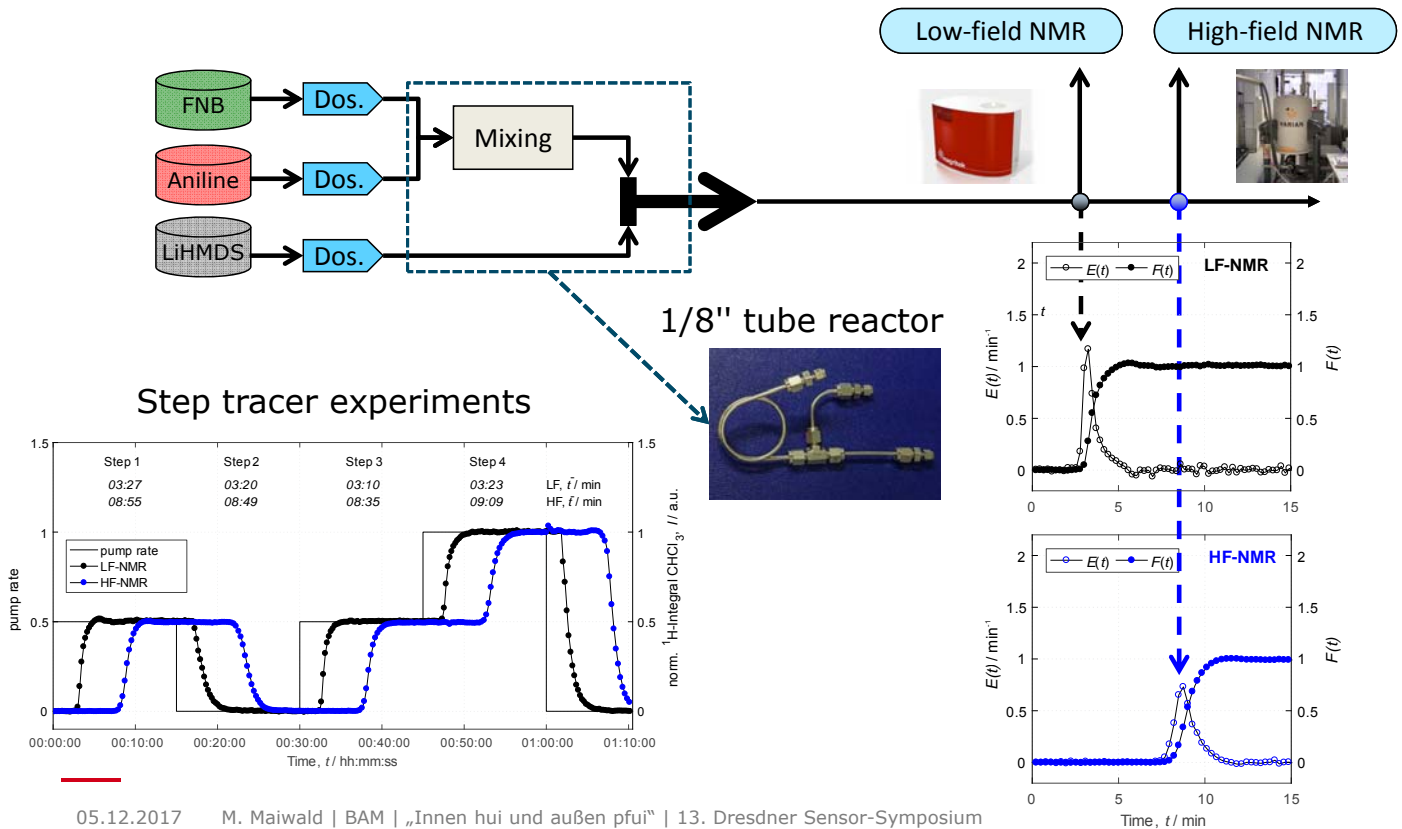 Low-field NMR
High-field NMR
FNB
Dos.
Mixing
Aniline
Dos.
LiHMDS
Dos.
VARIAN
1/8" tube reactor
Step tracer experiments
1.5
1
0.5
0
pump rate
Step 1
Step 2
Step 3
Step 4
03:27
03:20
03:10
03:23
LF, t̄ / min
08:55
08:49
08:35
09:09
HF, t̄ / min
pump rate
LF-NMR
HF-NMR
1.5
1
0.5
0
norm. ¹H-Integral CHCl₃, I / a.u.
00:00:00
00:10:00
00:20:00
00:30:00
00:40:00
00:50:00
01:00:00
01:10:00
Time, t / hh:mm:ss
E(t)
F(t)
LF-NMR
t
2
1.5
1
0.5
0
E(t) / min⁻¹
2
1.5
1
0.5
0
F(t)
0
5
10
15
E(t)
F(t)
HF-NMR
2
1.5
1
0.5
0
E(t) / min⁻¹
2
1.5
1
0.5
0
F(t)
0
5
10
15
Time, t / min
05.12.2017 M. Maiwald | BAM | „Innen hui und außen pfui“ | 13. Dresdner Sensor-Symposium